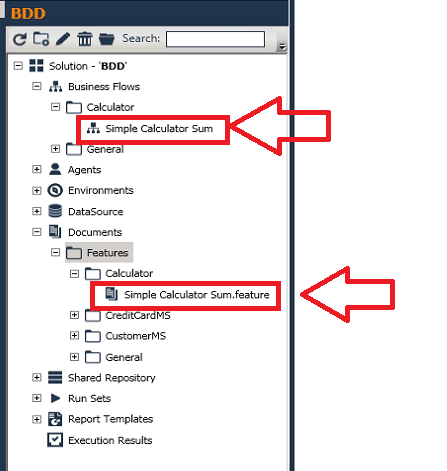 BDD
Search:
Solution - 'BDD'
Business Flows
Calculator
Simple Calculator Sum
General
Agents
Environments
DataSource
Documents
Features
Calculator
Simple Calculator Sum.feature
CreditCardMS
CustomerMS
General
Shared Repository
Run Sets
Report Templates
Execution Results